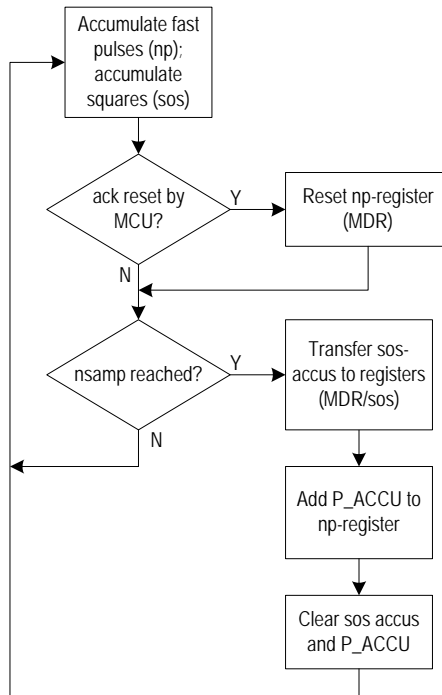 Accumulate fast
pulses (np);
accumulate
squares (sos)
ack reset by
MCU?
Y
Reset np-register
(MDR)
N
nsamp reached?
Y
Transfer sos-
accus to registers
(MDR/sos)
N
Add P_ACCU to
np-register
Clear sos accus
and P_ACCU